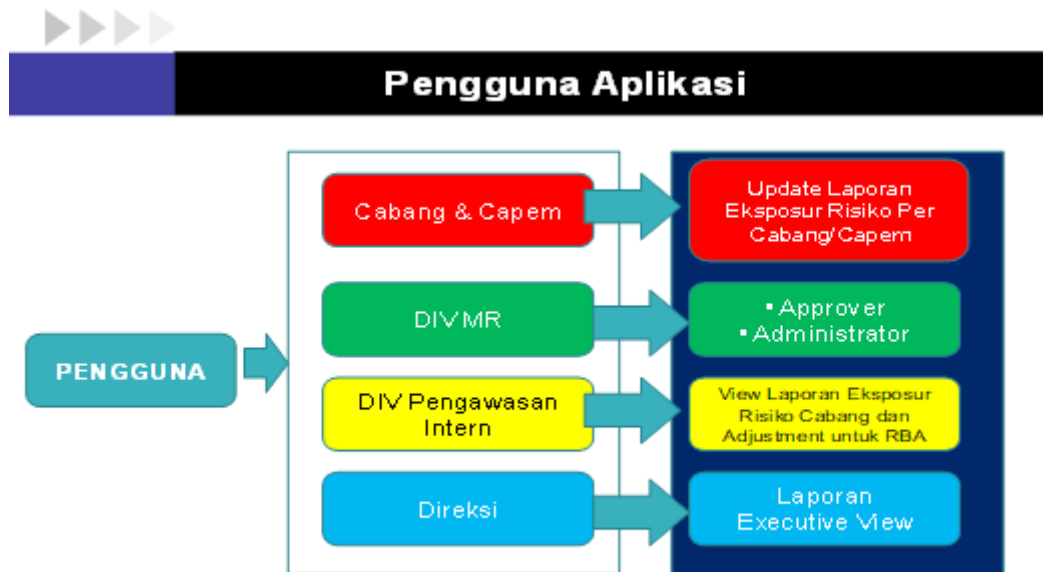 Pengguna Aplikasi
PENGGUNA
Cabang & Capem
Update Laporan
Eksposur Risiko Per
Cabang/Capem
DIV MR
▪ Approver
▪ Administrator
DIV Pengawasan
Intern
View Laporan Eksposur
Risiko Cabang dan
Adjustment untuk RBA
Direksi
Laporan
Executive View